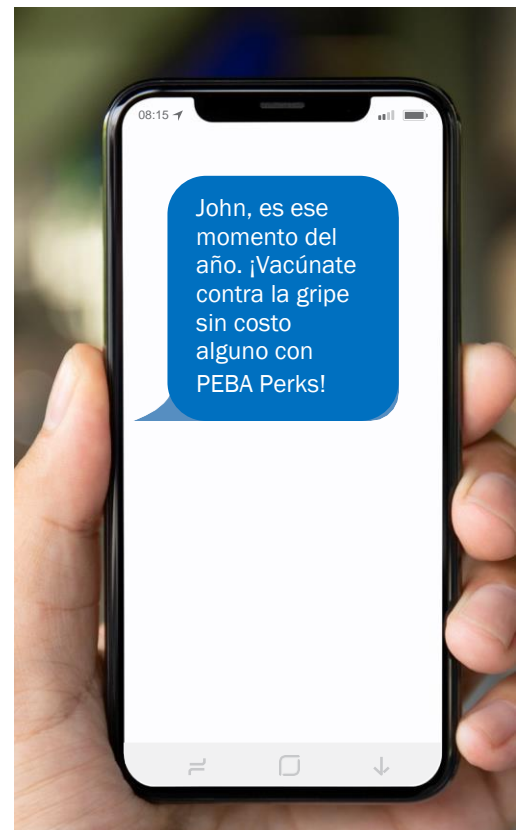 08:15
John, es ese
momento del
año. ¡Vacúnate
contra la gripe
sin costo
alguno con
PEBA Perks!